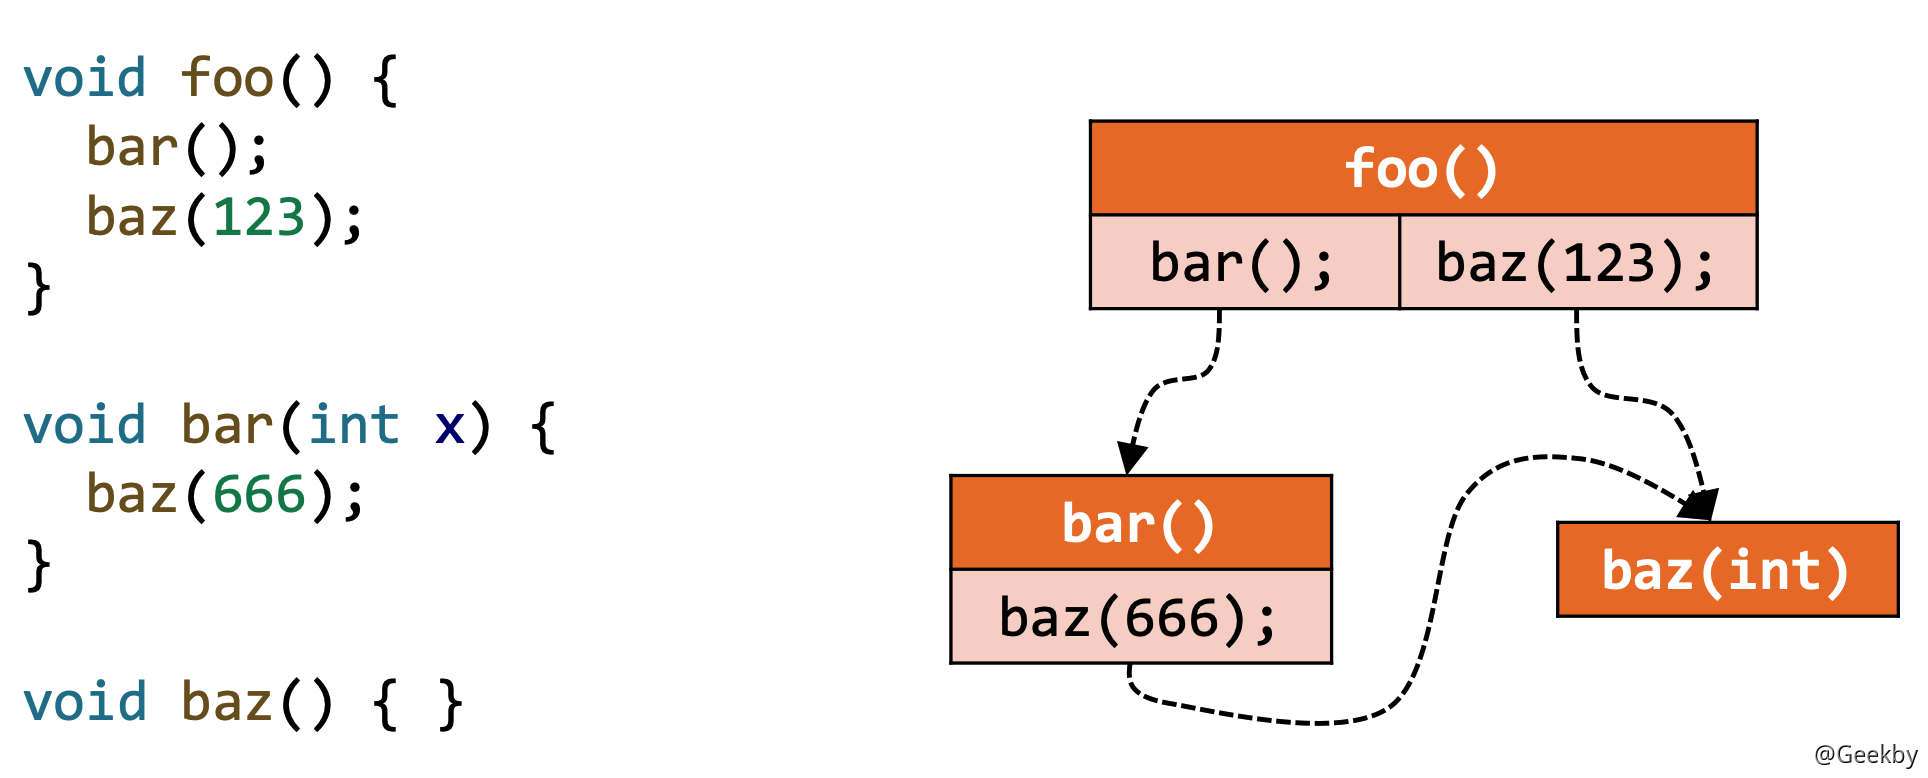 void foo() {
  bar();
  baz(123);
}
void bar(int x) {
  baz(666);
}
void baz() { }
foo()
bar(); baz(123);
bar()
baz(666);
baz(int)
@Geekby